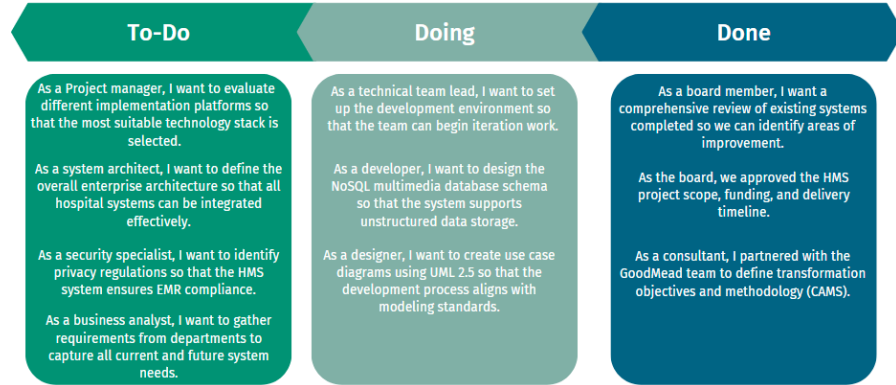 To-Do
Doing
Done
As a Project manager, I want to evaluate
different implementation platforms so
that the most suitable technology stack is
selected.
As a system architect, I want to define the
overall enterprise architecture so that all
hospital systems can be integrated
effectively.
As a security specialist, I want to identify
privacy regulations so that the HMS
system ensures EMR compliance.
As a business analyst, I want to gather
requirements from departments to
capture all current and future system
needs.
As a technical team lead, I want to set
up the development environment so
that the team can begin iteration work.
As a developer, I want to design the
NoSQL multimedia database schema
so that the system supports
unstructured data storage.
As a designer, I want to create use case
diagrams using UML 2.5 so that the
development process aligns with
modeling standards.
As a board member, I want a
comprehensive review of existing systems
completed so we can identify areas of
improvement.
As the board, we approved the HMS
project scope, funding, and delivery
timeline.
As a consultant, I partnered with the
GoodMead team to define transformation
objectives and methodology (CAMS).